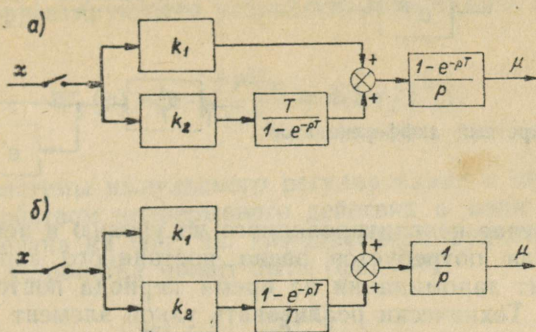 а)
x
k₁
k₂
T / (1-e^{-pT})
+
+
(1-e^{-pT}) / p
μ
б)
x
k₁
k₂
(1-e^{-pT}) / T
+
+
1 / p
μ